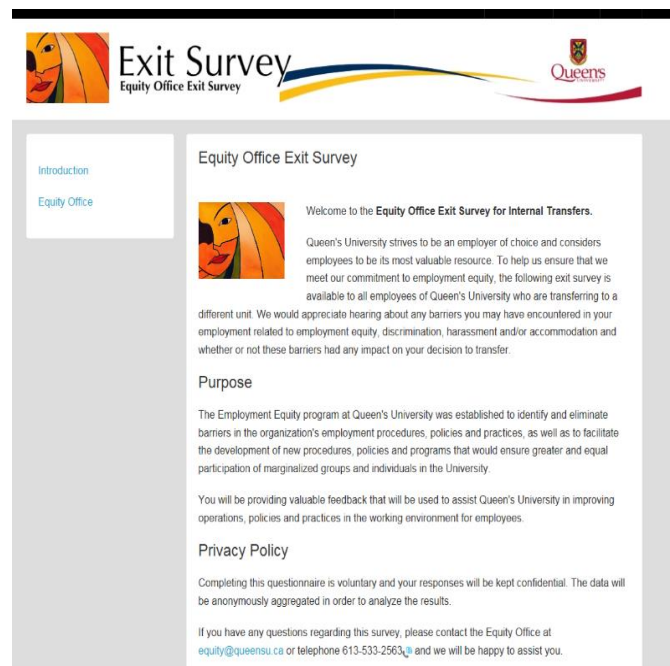 Exit Survey
Equity Office Exit Survey
Queen's
UNIVERSITY
Introduction
Equity Office
Equity Office Exit Survey
Welcome to the Equity Office Exit Survey for Internal Transfers.
Queen's University strives to be an employer of choice and considers
employees to be its most valuable resource. To help us ensure that we
meet our commitment to employment equity, the following exit survey is
available to all employees of Queen's University who are transferring to a
different unit. We would appreciate hearing about any barriers you may have encountered in your
employment related to employment equity, discrimination, harassment and/or accommodation and
whether or not these barriers had any impact on your decision to transfer.
Purpose
The Employment Equity program at Queen's University was established to identify and eliminate
barriers in the organization's employment procedures, policies and practices, as well as to facilitate
the development of new procedures, policies and programs that would ensure greater and equal
participation of marginalized groups and individuals in the University.
You will be providing valuable feedback that will be used to assist Queen's University in improving
operations, policies and practices in the working environment for employees.
Privacy Policy
Completing this questionnaire is voluntary and your responses will be kept confidential. The data will
be anonymously aggregated in order to analyze the results.
If you have any questions regarding this survey, please contact the Equity Office at
equity@queensu.ca or telephone 613-533-2563 and we will be happy to assist you.